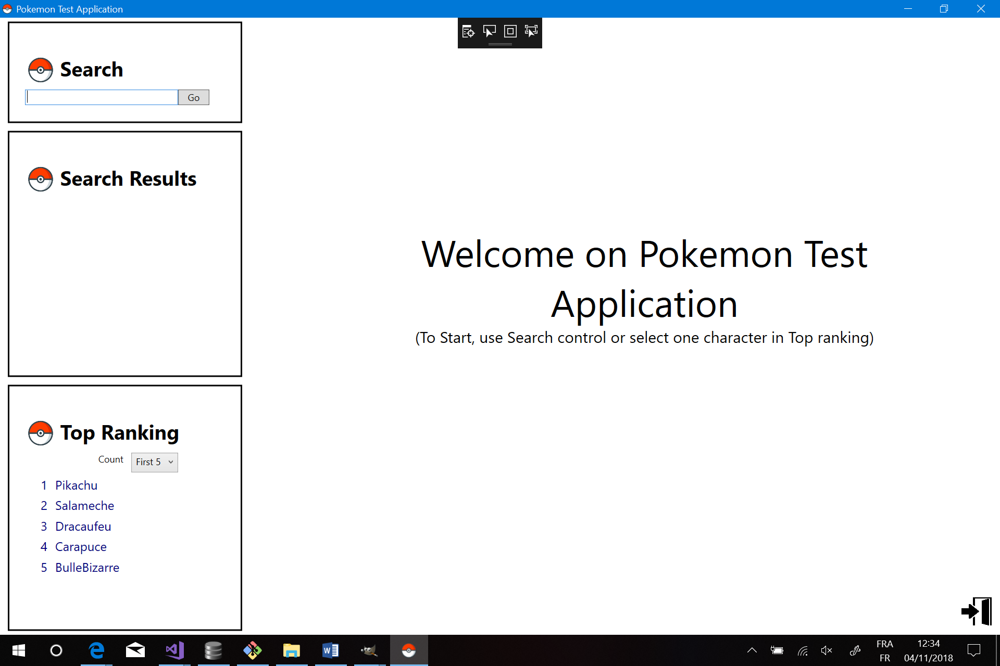 Pokemon Test Application
Search
Go
Search Results
Top Ranking
Count First 5
1 Pikachu
2 Salameche
3 Dracaufeu
4 Carapuce
5 BulleBizarre
Welcome on Pokemon Test
Application
(To Start, use Search control or select one character in Top ranking)
FRA
FR
12:34
04/11/2018